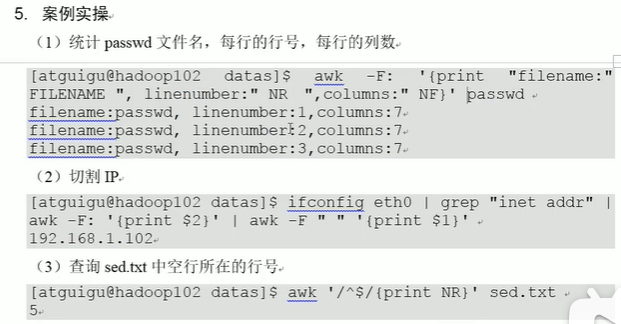 5. 案例实操
（1）统计 passwd 文件名，每行的行号，每行的列数
[atguigu@hadoop102 datas]$ awk -F: '{print "filename:"
FILENAME ", linenumber:" NR ",columns:" NF}' passwd
filename:passwd, linenumber:1,columns:7
filename:passwd, linenumber:2,columns:7
filename:passwd, linenumber:3,columns:7
（2）切割 IP
[atguigu@hadoop102 datas]$ ifconfig eth0 | grep "inet addr" |
awk -F: '{print $2}' | awk -F " " '{print $1}'
192.168.1.102
（3）查询 sed.txt 中空行所在的行号
[atguigu@hadoop102 datas]$ awk '/^$/{print NR}' sed.txt
5